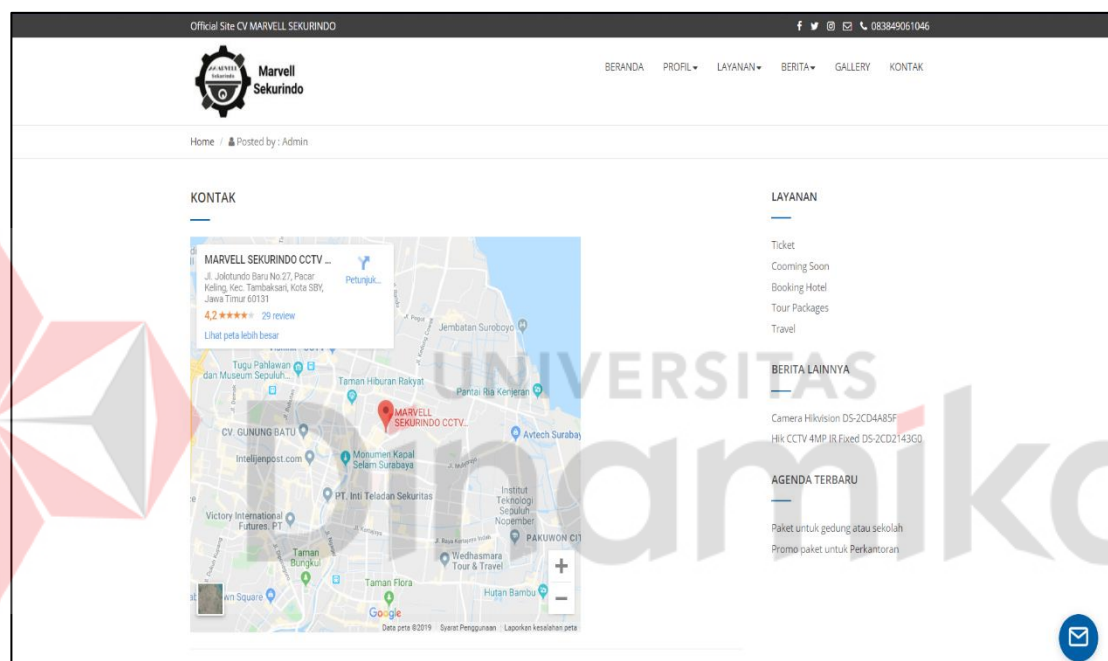 Official Site CV MARVELL SEKURINDO
083849061046
MARVELL
Sekurindo
Marvell
Sekurindo
BERANDA PROFIL LAYANAN BERITA GALLERY KONTAK
Home / Posted by : Admin
KONTAK
MARVELL SEKURINDO CCTV ...
Jl. Jolotundo Baru No.27, Pacar
Keling, Kec. Tambaksari, Kota SBY,
Jawa Timur 60131
4,2 29 review
Lihat peta lebih besar
Petunjuk...
Jembatan Suroboyo
Tugu Pahlawan
dan Museum Sepuluh...
Taman Hiburan Rakyat
Pantai Ria Kenjeran
MARVELL
SEKURINDO CCTV...
CV. GUNUNG BATU
Avtech Surabay
Intelijenpost.com
Monumen Kapal
Selam Surabaya
PT. Inti Teladan Sekuritas
Institut
Teknologi
Sepuluh
Nopember
Victory International
Futures. PT
PAKUWON CIT
Taman
Bungkul
Wedhasmara
Tour & Travel
Taman Flora
Hutan Bambu
wn Square
Google
Data peta ©2019 Syarat Penggunaan Laporkan kesalahan peta
LAYANAN
Ticket
Cooming Soon
Booking Hotel
Tour Packages
Travel
BERITA LAINNYA
Camera Hikvision DS-2CD4A85F
Hik CCTV 4MP IR Fixed DS-2CD2143G0
AGENDA TERBARU
Paket untuk gedung atau sekolah
Promo paket untuk Perkantoran
UNIVERSITAS
Dinamika